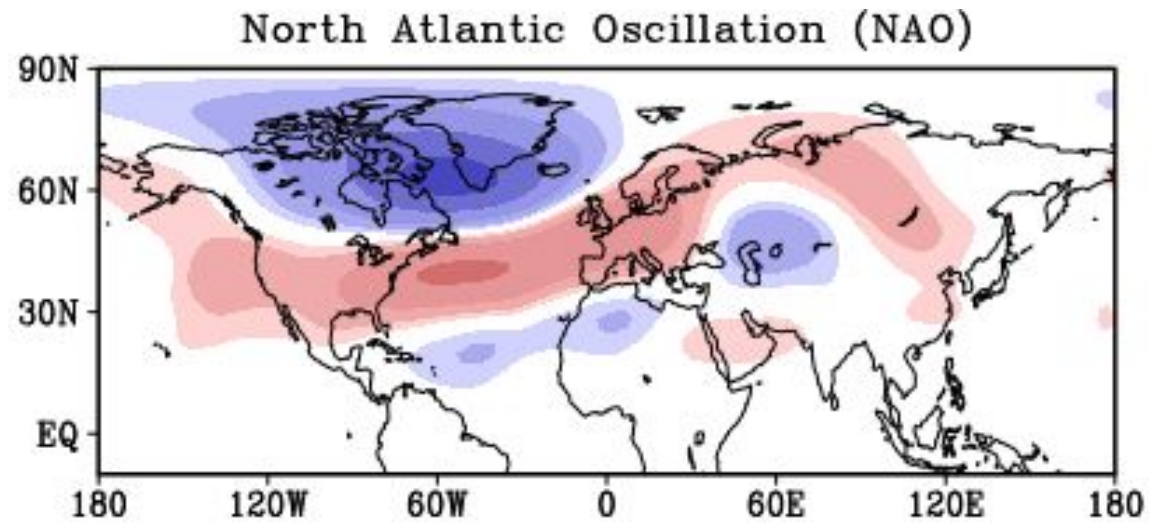 North Atlantic Oscillation (NAO)
90N
60N
30N
EQ
180 120W 60W 0 60E 120E 180